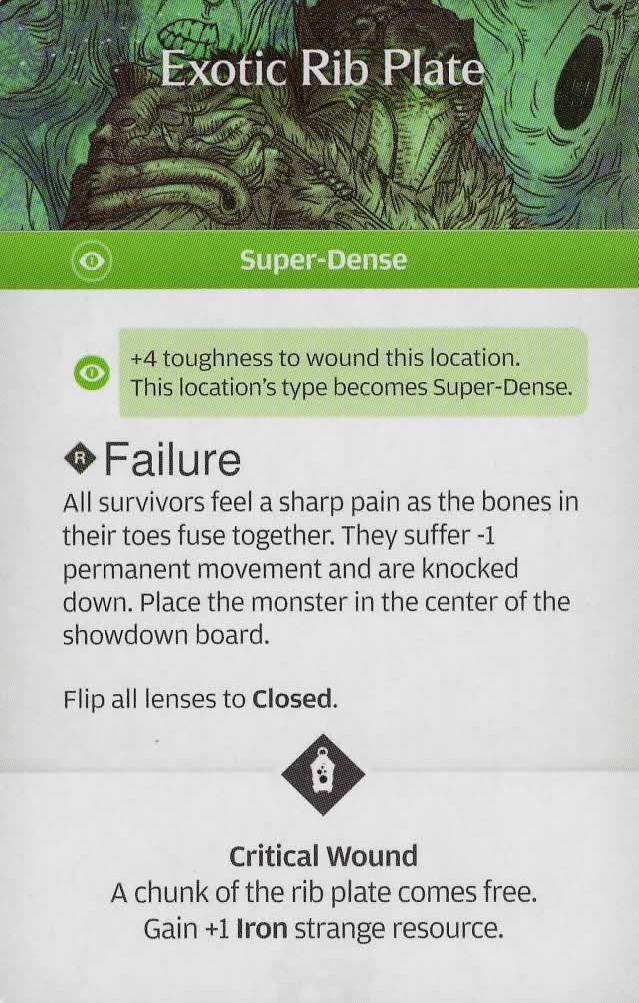 Exotic Rib Plate
Super-Dense
+4 toughness to wound this location.
This location's type becomes Super-Dense.
R Failure
All survivors feel a sharp pain as the bones in
their toes fuse together. They suffer -1
permanent movement and are knocked
down. Place the monster in the center of the
showdown board.
Flip all lenses to Closed.
Critical Wound
A chunk of the rib plate comes free.
Gain +1 Iron strange resource.